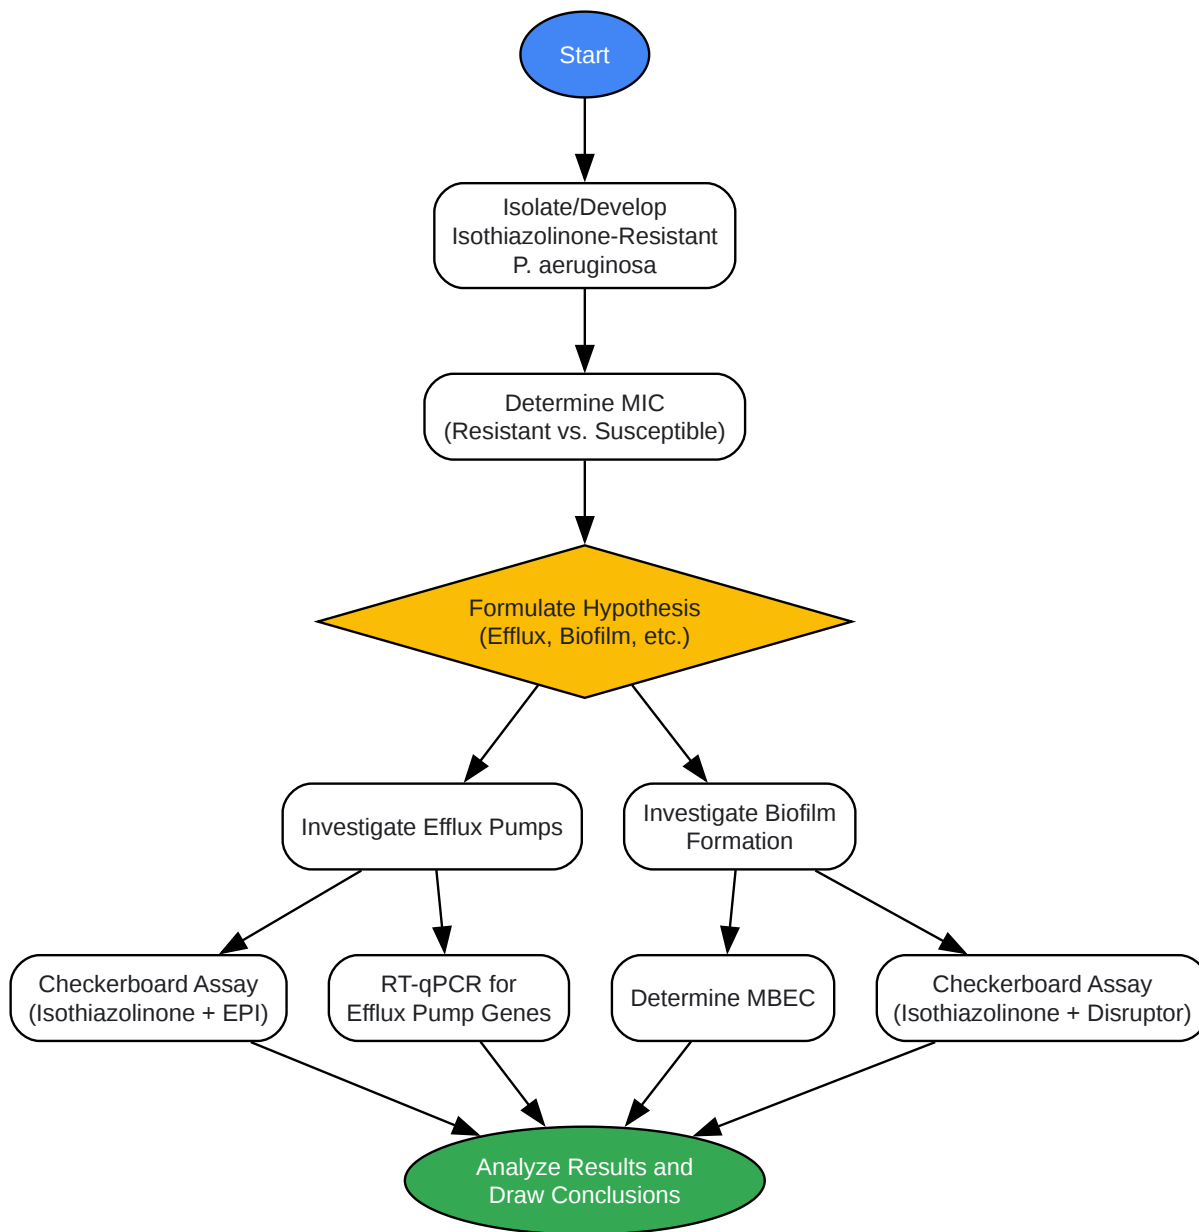 Start
Isolate/Develop
Isothiazolinone-Resistant
P. aeruginosa
Determine MIC
(Resistant vs. Susceptible)
Formulate Hypothesis
(Efflux, Biofilm, etc.)
Investigate Efflux Pumps
Investigate Biofilm
Formation
Checkerboard Assay
(Isothiazolinone + EPI)
RT-qPCR for
Efflux Pump Genes
Determine MBEC
Checkerboard Assay
(Isothiazolinone + Disruptor)
Analyze Results and
Draw Conclusions